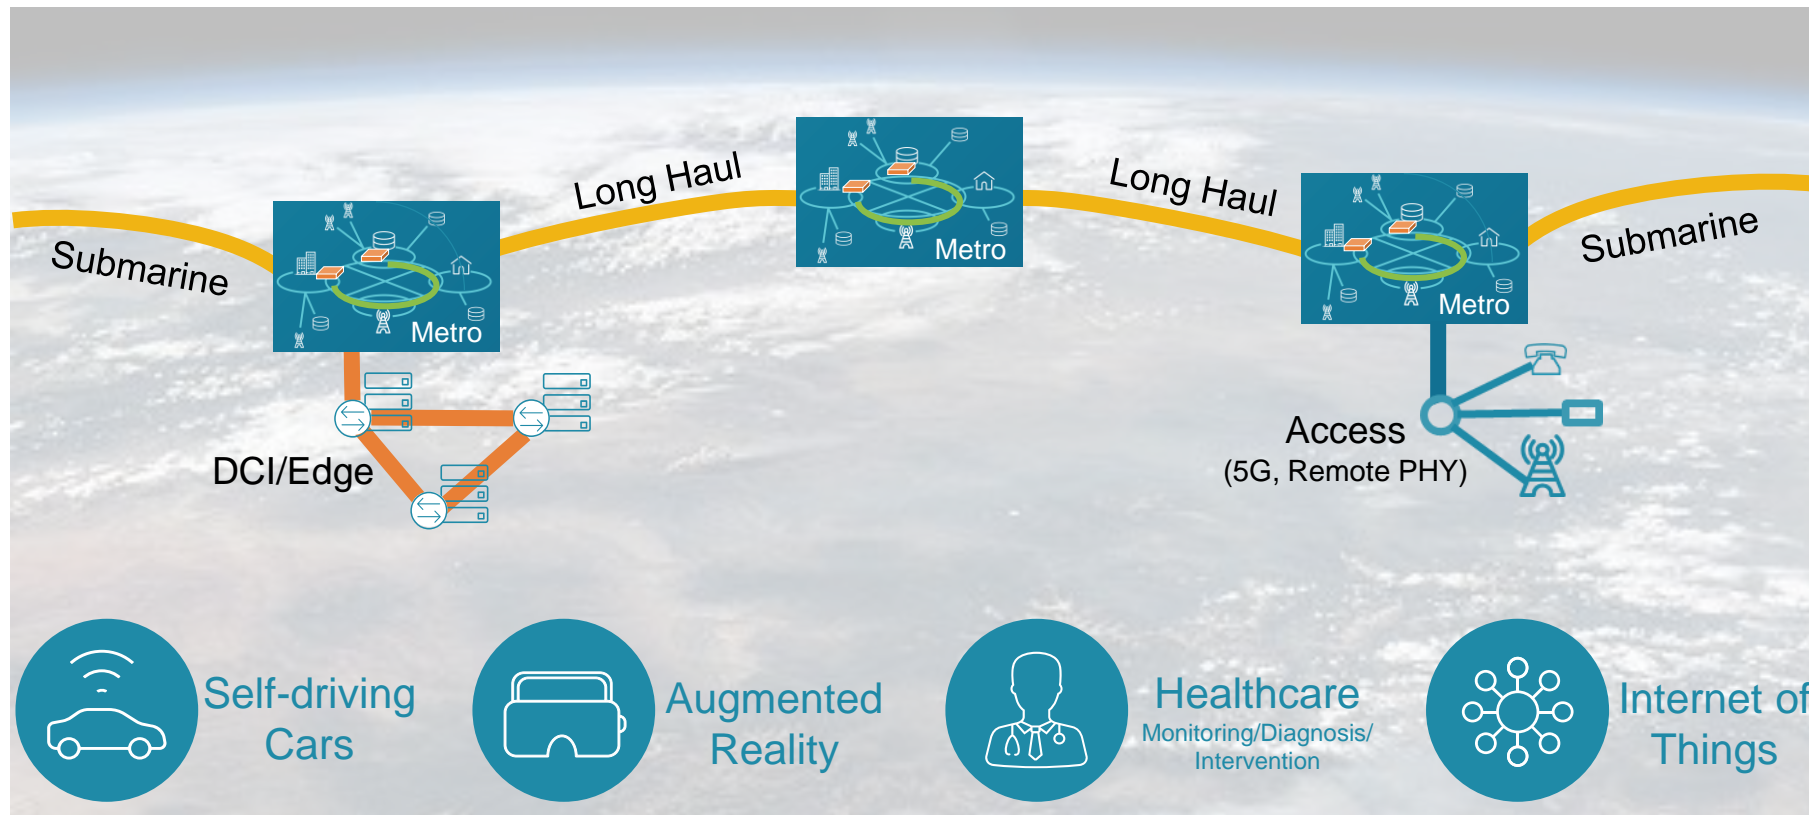 Long Haul
Long Haul
Submarine
Submarine
Metro
Metro
Metro
DCI/Edge
Access
(5G, Remote PHY)
Self-driving
Cars
Augmented
Reality
Healthcare
Monitoring/Diagnosis/
Intervention
Internet of
Things